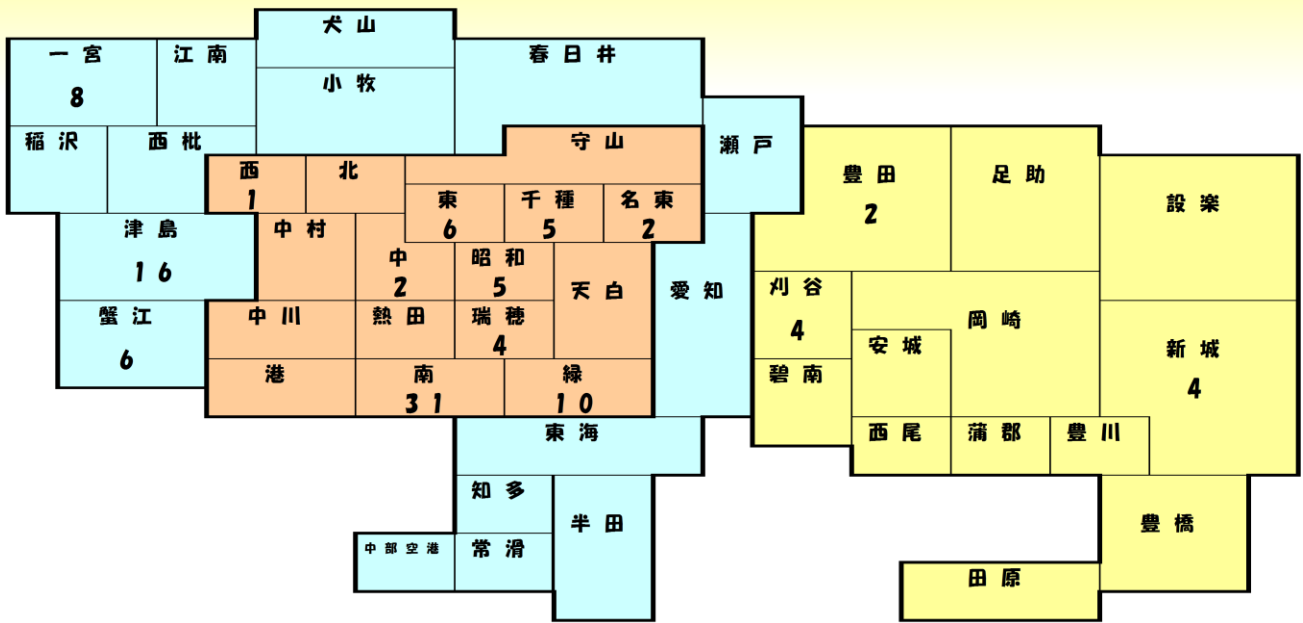 犬山
一宮
8
江南
小牧
春日井
稲沢
西枇
瀬戸
守山
西
1
北
東
6
千種
5
名東
2
津島
16
中村
中
2
昭和
5
天白
愛知
蟹江
6
中川
熱田
瑞穂
4
港
南
31
緑
10
東海
知多
半田
中部空港
常滑
豊田
2
足助
設楽
刈谷
4
岡崎
安城
新城
4
碧南
西尾
蒲郡
豊川
豊橋
田原